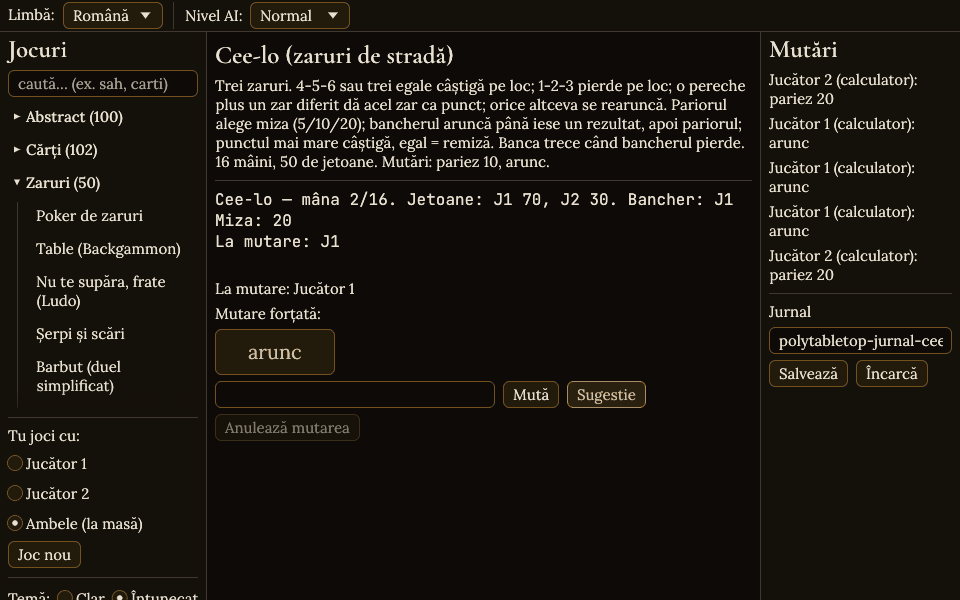 Limbă: Română Nivel AI: Normal
Jocuri
caută... (ex. sah, carti)
Abstract (100)
Cărți (102)
Zaruri (50)
Poker de zaruri
Table (Backgammon)
Nu te supăra, frate
(Ludo)
Șerpi și scări
Barbut (duel
simplificat)
Tu joci cu:
Jucător 1
Jucător 2
Ambele (la masă)
Joc nou
Temă: Clar Întunecat
Cee-lo (zaruri de stradă)
Trei zaruri. 4-5-6 sau trei egale câștigă pe loc; 1-2-3 pierde pe loc; o pereche
plus un zar diferit dă acel zar ca punct; orice altceva se rearuncă. Pariorul
alege miza (5/10/20); bancherul aruncă până iese un rezultat, apoi pariorul;
punctul mai mare câștigă, egal = remiză. Banca trece când bancherul pierde.
16 mâini, 50 de jetoane. Mutări: pariez 10, arunc.
Cee-lo — mâna 2/16. Jetoane: J1 70, J2 30. Bancher: J1
Miza: 20
La mutare: J1
La mutare: Jucător 1
Mutare forțată:
arunc
Mută Sugestie
Anulează mutarea
Mutări
Jucător 2 (calculator):
pariez 20
Jucător 1 (calculator):
arunc
Jucător 1 (calculator):
arunc
Jucător 1 (calculator):
arunc
Jucător 2 (calculator):
pariez 20
Jurnal
polytabletop-jurnal-cee
Salvează Încarcă